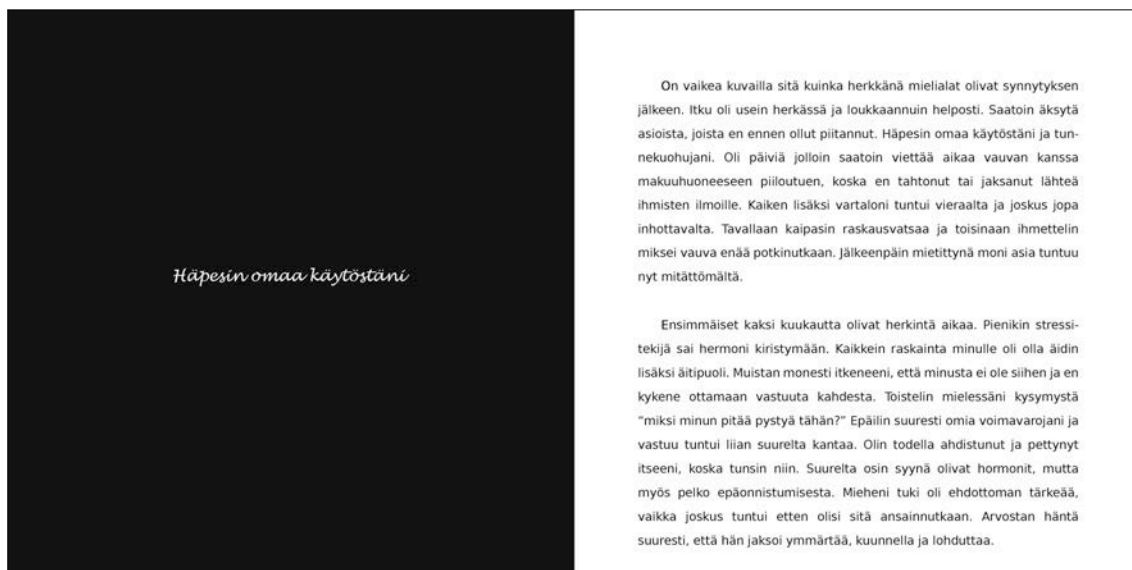 Häpesin omaa käytöstäni
On vaikea kuvailla sitä kuinka herkkänä mielialat olivat synnytyksen
jälkeen. Itku oli usein herkässä ja loukkaannuin helposti. Saatoin äksytä
asioista, joista en ennen ollut piitannut. Häpesin omaa käytöstäni ja tun-
nekuohujani. Oli päiviä jolloin saatoin viettää aikaa vauvan kanssa
makuuhuoneeseen piiloutuen, koska en tahtonut tai jaksanut lähteä
ihmisten ilmoille. Kaiken lisäksi vartaloni tuntui vieraalta ja joskus jopa
inhottavalta. Tavallaan kaipasin raskausvatsaa ja toisinaan ihmettelin
miksei vauva enää potkinutkaan. Jälkeenpäin mietittynä moni asia tuntuu
nyt mitättömältä.
Ensimmäiset kaksi kuukautta olivat herkintä aikaa. Pienikin stressi-
tekijä sai hermoni kiristymään. Kaikkein raskainta minulle oli olla äidin
lisäksi äitipuoli. Muistan monesti itkeneeni, että minusta ei ole siihen ja en
kykene ottamaan vastuuta kahdesta. Toistelin mielessäni kysymystä
"miksi minun pitää pystyä tähän?" Epäilin suuresti omia voimavarojani ja
vastuu tuntui liian suurelta kantaa. Olin todella ahdistunut ja pettynyt
itseeni, koska tunsin niin. Suurelta osin syynä olivat hormonit, mutta
myös pelko epäonnistumisesta. Mieheni tuki oli ehdottoman tärkeää,
vaikka joskus tuntui etten olisi sitä ansainnutkaan. Arvostan häntä
suuresti, että hän jaksoi ymmärtää, kuunnella ja lohduttaa.